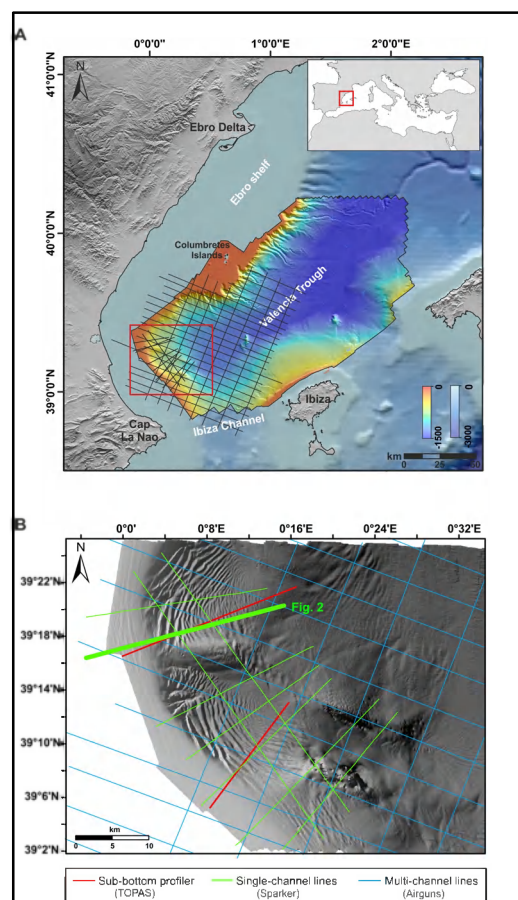 A
0°0'0"
1°0'0"
2°0'0"E
N
41°0'0"N
Ebro Delta
Ebro shelf
40°0'0"N
Columbretes
Islands
Valencia Trough
39°0'0"N
Cap
La Nao
Ibiza Channel
Ibiza
0
0
-1500
-3000
km
0
25
B
0°0'
0°8'0"E
0°16'0"E
0°24'0"E
0°32'0"E
N
39°22'N
39°18'N
39°14'N
39°10'N
39°6'N
39°2'N
Fig. 2
km
0 5 10
Sub-bottom profiler
(TOPAS)
Single-channel lines
(Sparker)
Multi-channel lines
(Airguns)